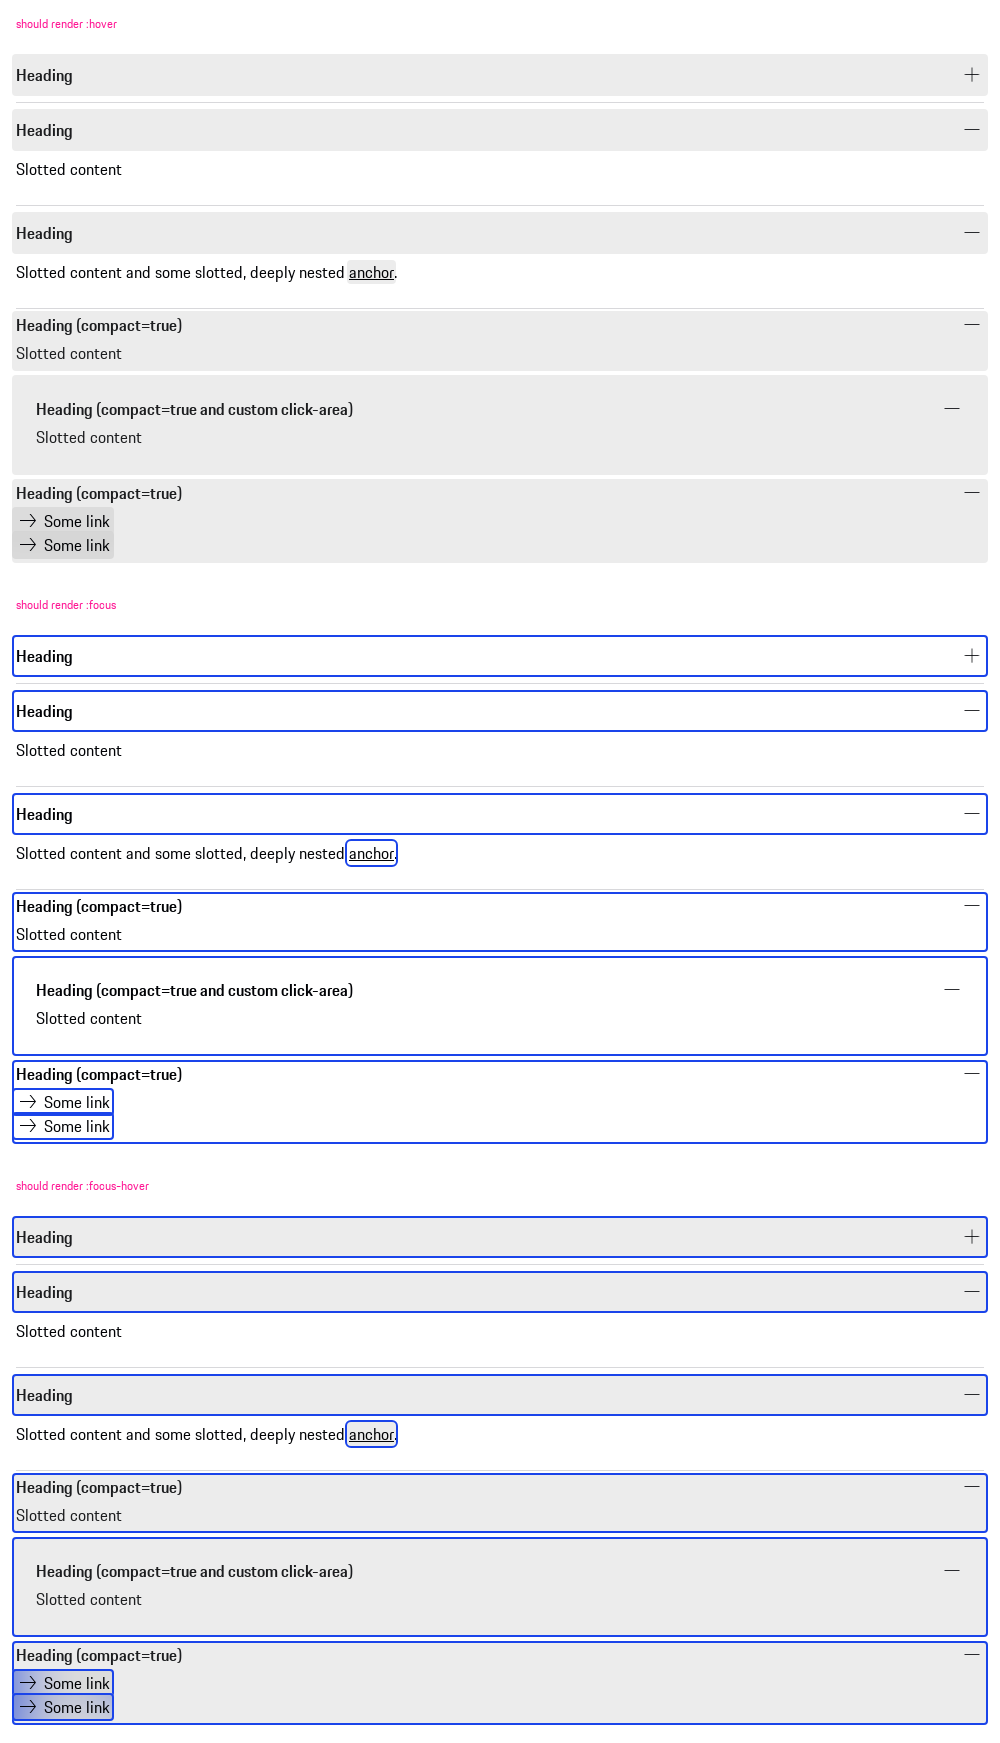 should render :hover
Heading
Heading
Slotted content
Heading
Slotted content and some slotted, deeply nested anchor.
Heading (compact=true)
Slotted content
Heading (compact=true and custom click-area)
Slotted content
Heading (compact=true)
Some link
Some link
should render :focus
Heading
Heading
Slotted content
Heading
Slotted content and some slotted, deeply nested anchor.
Heading (compact=true)
Slotted content
Heading (compact=true and custom click-area)
Slotted content
Heading (compact=true)
Some link
Some link
should render :focus-hover
Heading
Heading
Slotted content
Heading
Slotted content and some slotted, deeply nested anchor.
Heading (compact=true)
Slotted content
Heading (compact=true and custom click-area)
Slotted content
Heading (compact=true)
Some link
Some link